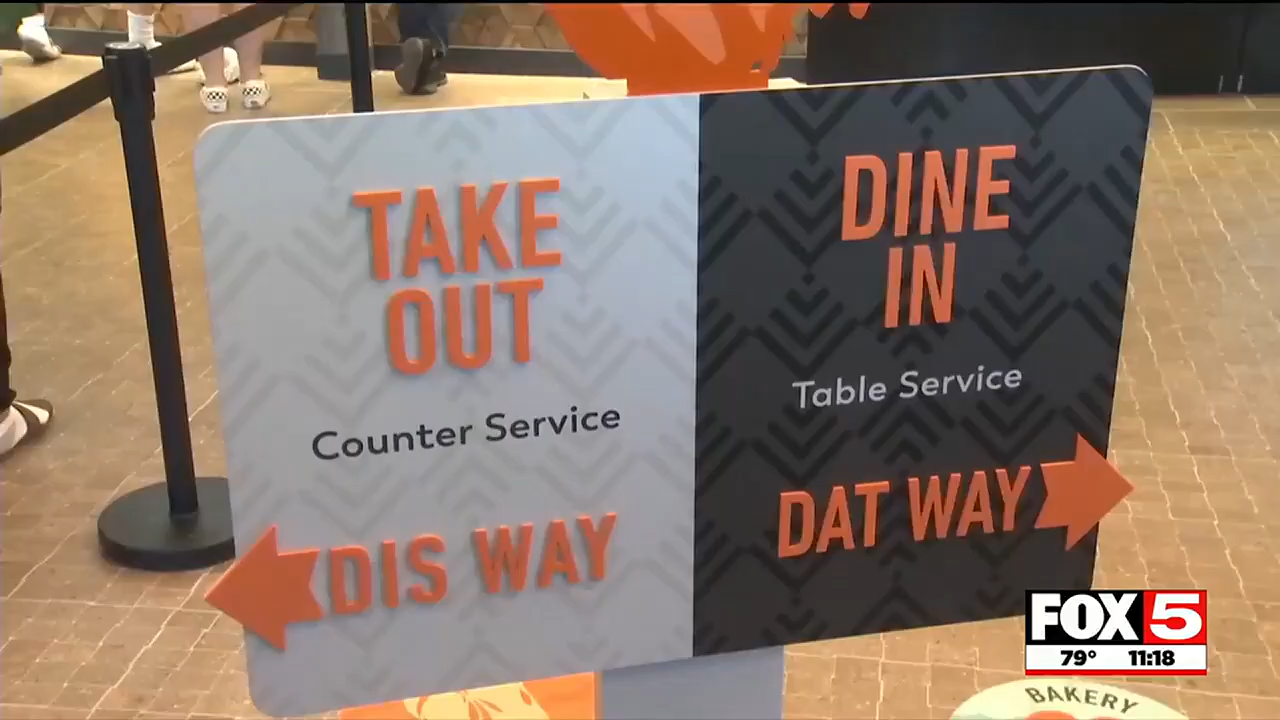 TAKE
OUT
Counter Service
DIS WAY
DINE
IN
Table Service
DAT WAY
FOX 5
79° 11:18
BAKERY